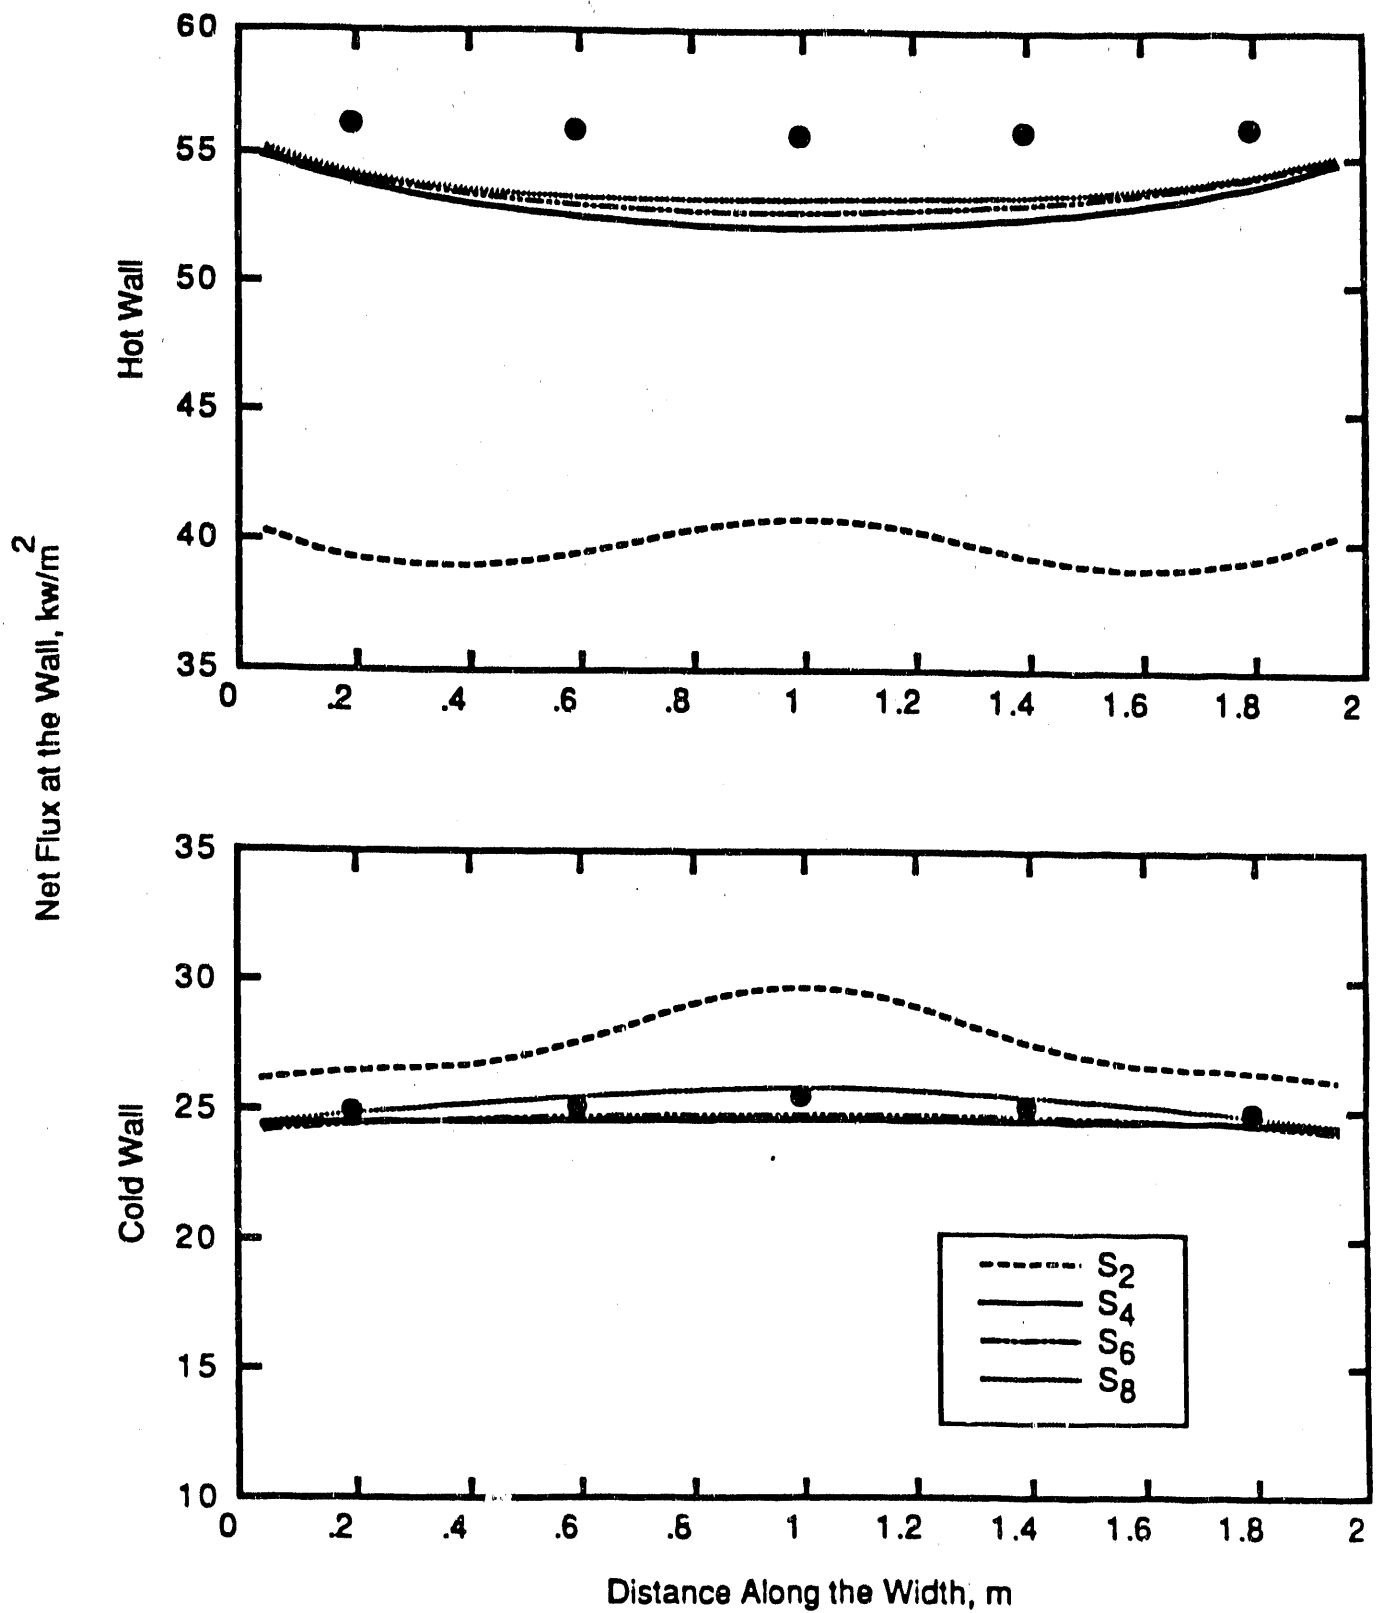 60
55
50
45
40
35
Hot Wall
0 .2 .4 .6 .8 1 1.2 1.4 1.6 1.8 2
Net Flux at the Wall, kw/m2
35
30
25
20
15
10
Cold Wall
S2
S4
S6
S8
0 .2 .4 .6 .8 1 1.2 1.4 1.6 1.8 2
Distance Along the Width, m